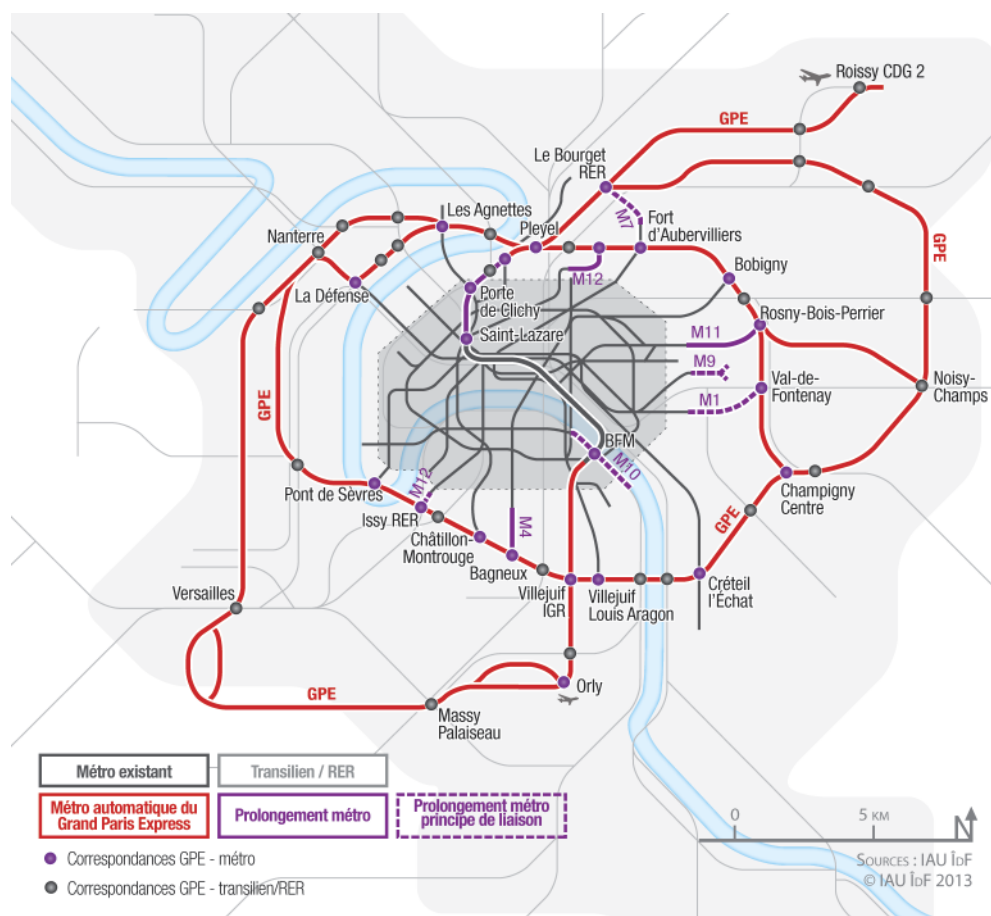 Roissy CDG 2
GPE
Le Bourget
RER
Les Agnettes
M7
Fort
d'Aubervilliers
Pleyel
Nanterre
GPE
Bobigny
La Défense
M12
Porte
de Clichy
Rosny-Bois-Perrier
Saint-Lazare
M11
M9
Val-de-
Fontenay
Noisy-
Champs
GPE
M1
BFM
M10
M12
Pont de Sèvres
Champigny
Centre
Issy RER
M4
GPE
Châtillon-
Montrouge
Bagneux
Villejuif
IGR
Villejuif
Louis Aragon
Créteil
l'Échat
Versailles
GPE
Orly
Massy
Palaiseau
Métro existant
Transilien / RER
Métro automatique du
Grand Paris Express
Prolongement métro
Prolongement métro
principe de liaison
Correspondances GPE - métro
Correspondances GPE - transilien/RER
0
5 KM
N
SOURCES : IAU ÎDF
© IAU ÎDF 2013